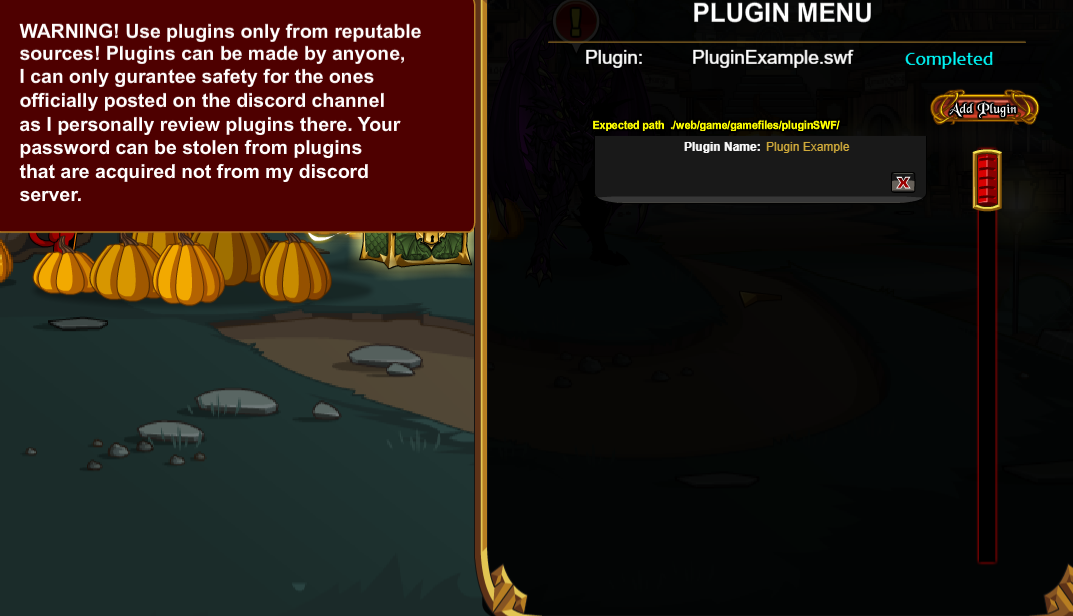 WARNING! Use plugins only from reputable
sources! Plugins can be made by anyone,
I can only gurantee safety for the ones
officially posted on the discord channel
as I personally review plugins there. Your
password can be stolen from plugins
that are acquired not from my discord
server.
PLUGIN MENU
Plugin: PluginExample.swf Completed
Add Plugin
Expected path ./web/game/gamefiles/pluginSWF/
Plugin Name: Plugin Example
X